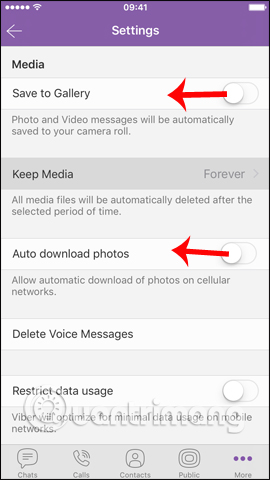 09:41
Settings
Media
Save to Gallery
Photo and Video messages will be automatically
saved to your camera roll.
Keep Media Forever
All media files will be automatically deleted after the
selected period of time.
Auto download photos
Allow automatic download of photos on cellular
networks.
Delete Voice Messages
Restrict data usage
Viber will optimize for minimal data usage on mobile
networks.
Quantrimang
Chats Calls Contacts Public More